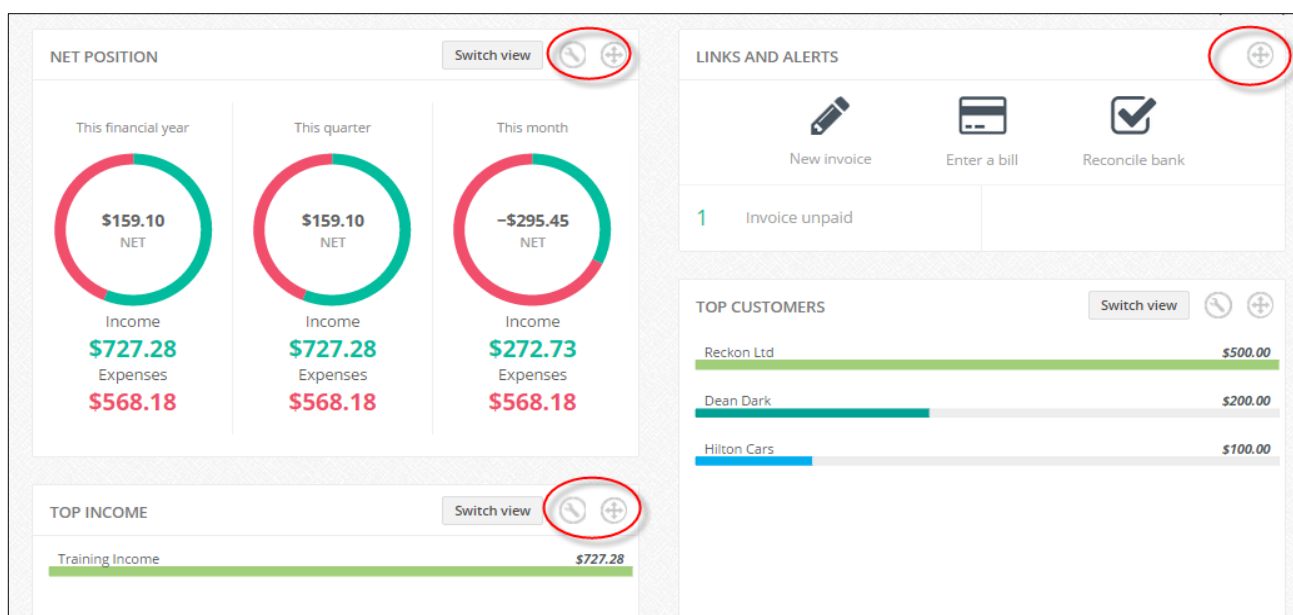 NET POSITION
Switch view
This financial year
This quarter
This month
$159.10
NET
$159.10
NET
−$295.45
NET
Income
$727.28
Expenses
$568.18
Income
$727.28
Expenses
$568.18
Income
$272.73
Expenses
$568.18
TOP INCOME
Switch view
Training Income
$727.28
LINKS AND ALERTS
New invoice
Enter a bill
Reconcile bank
1 Invoice unpaid
TOP CUSTOMERS
Switch view
Reckon Ltd
$500.00
Dean Dark
$200.00
Hilton Cars
$100.00